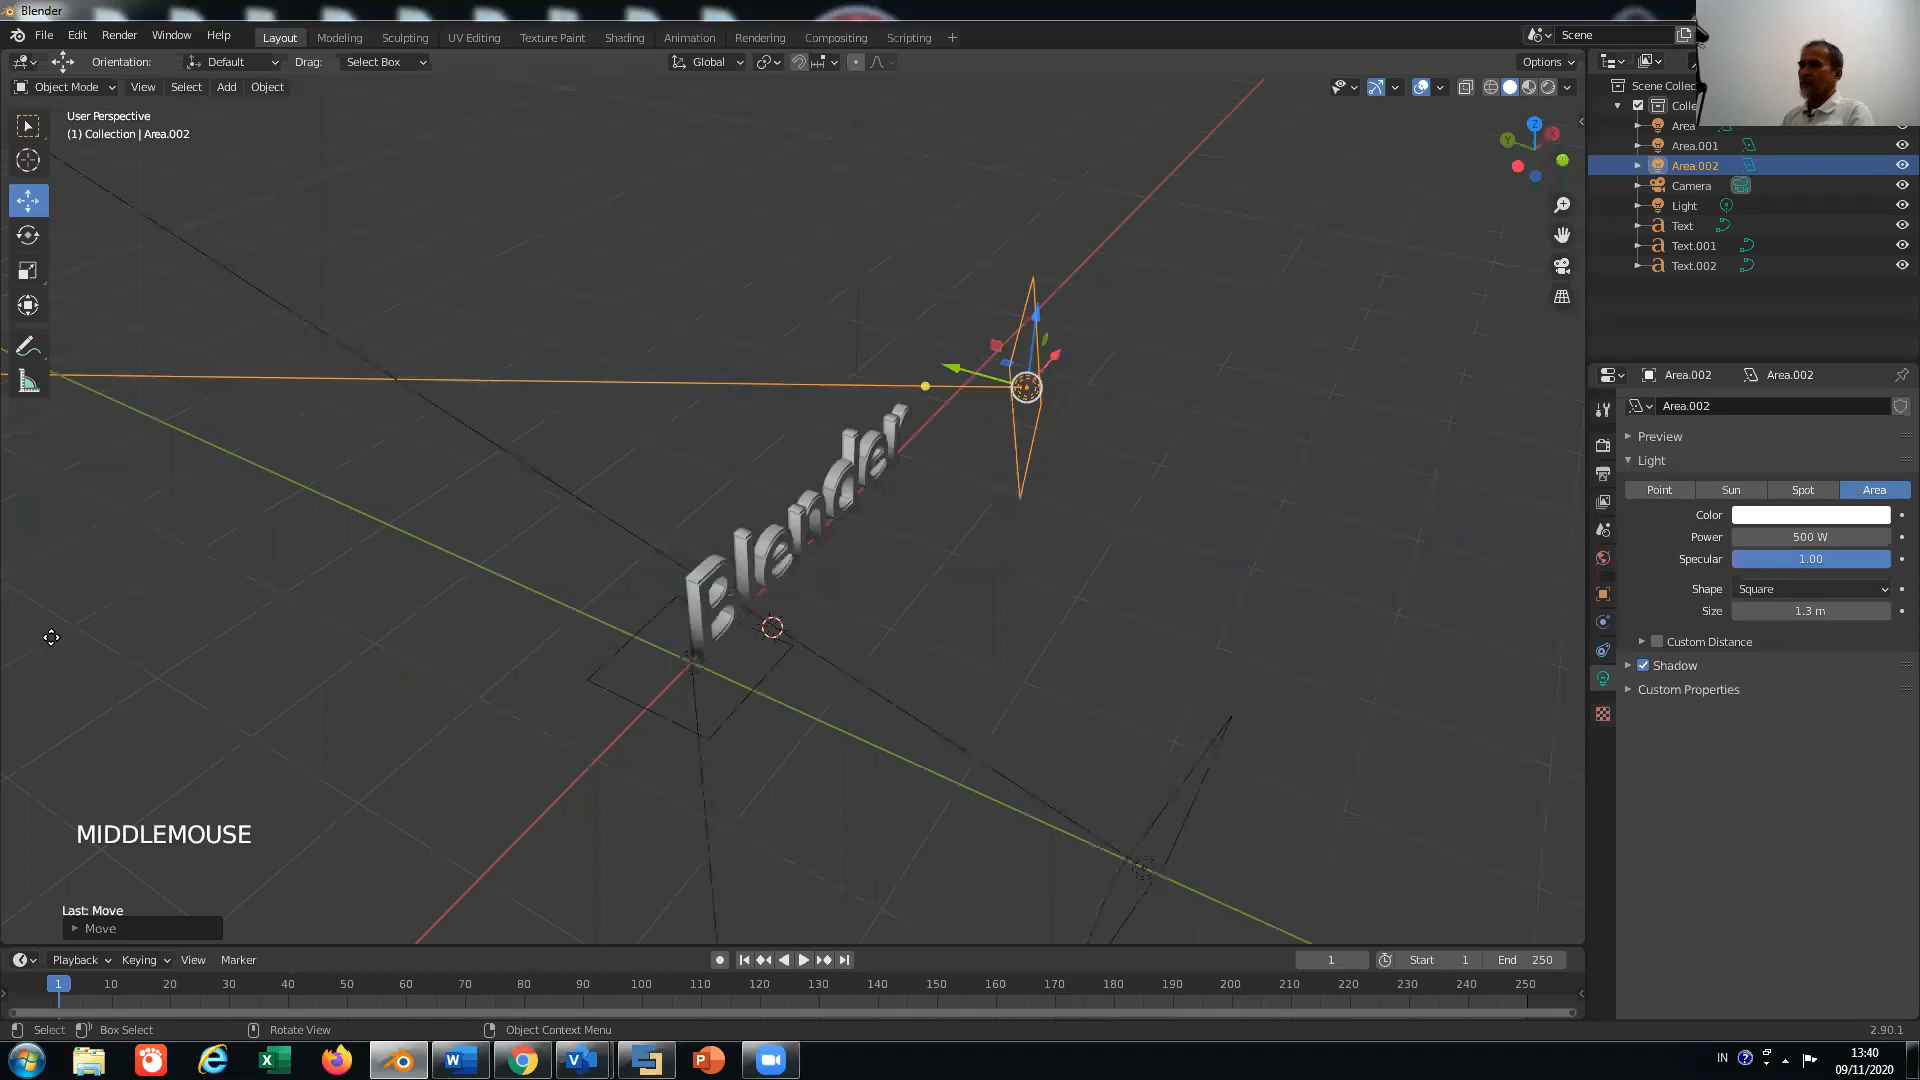 Blender
File Edit Render Window Help
Layout Modeling Sculpting UV Editing Texture Paint Shading Animation Rendering Compositing Scripting +
Scene
Orientation: Default Drag: Select Box
Global
Options
Object Mode View Select Add Object
User Perspective
(1) Collection | Area.002
Scene Collec
Colle
Area
Area.001
Area.002
Camera
Light
Text
Text.001
Text.002
Z
Y
X
Blender
Area.002 Area.002
Area.002
Preview
Light
Point Sun Spot Area
Color
Power 500 W
Specular 1.00
Shape Square
Size 1.3 m
Custom Distance
Shadow
Custom Properties
MIDDLEMOUSE
Last: Move
Move
Playback Keying View Marker
1 Start 1 End 250
1 10 20 30 40 50 60 70 80 90 100 110 120 130 140 150 160 170 180 190 200 210 220 230 240 250
Select Box Select Rotate View Object Context Menu
2.90.1
IN
13:40
09/11/2020